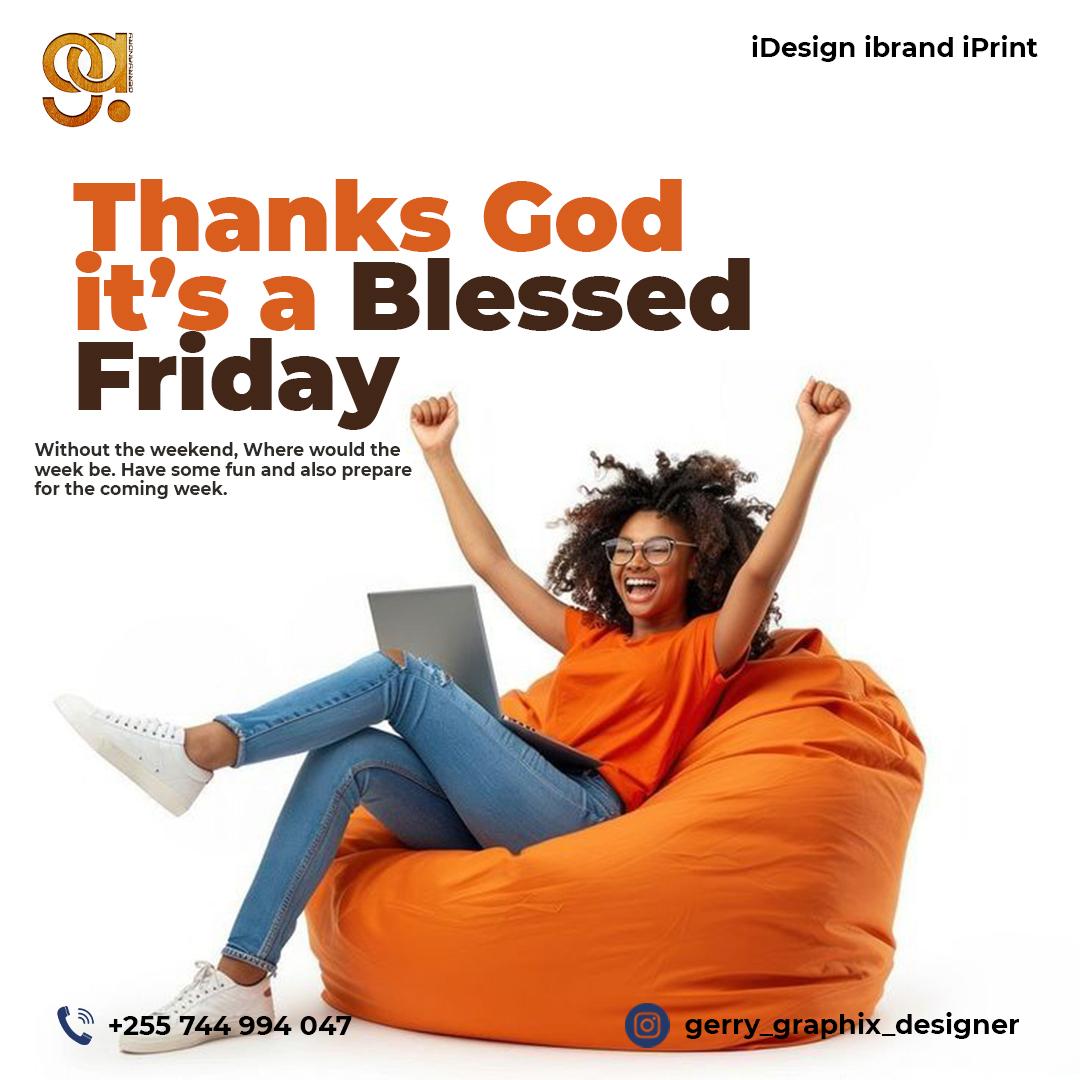 iDesign ibrand iPrint
Thanks God
it’s a Blessed
Friday
Without the weekend, Where would the
week be. Have some fun and also prepare
for the coming week.
+255 744 994 047
gerry_graphix_designer